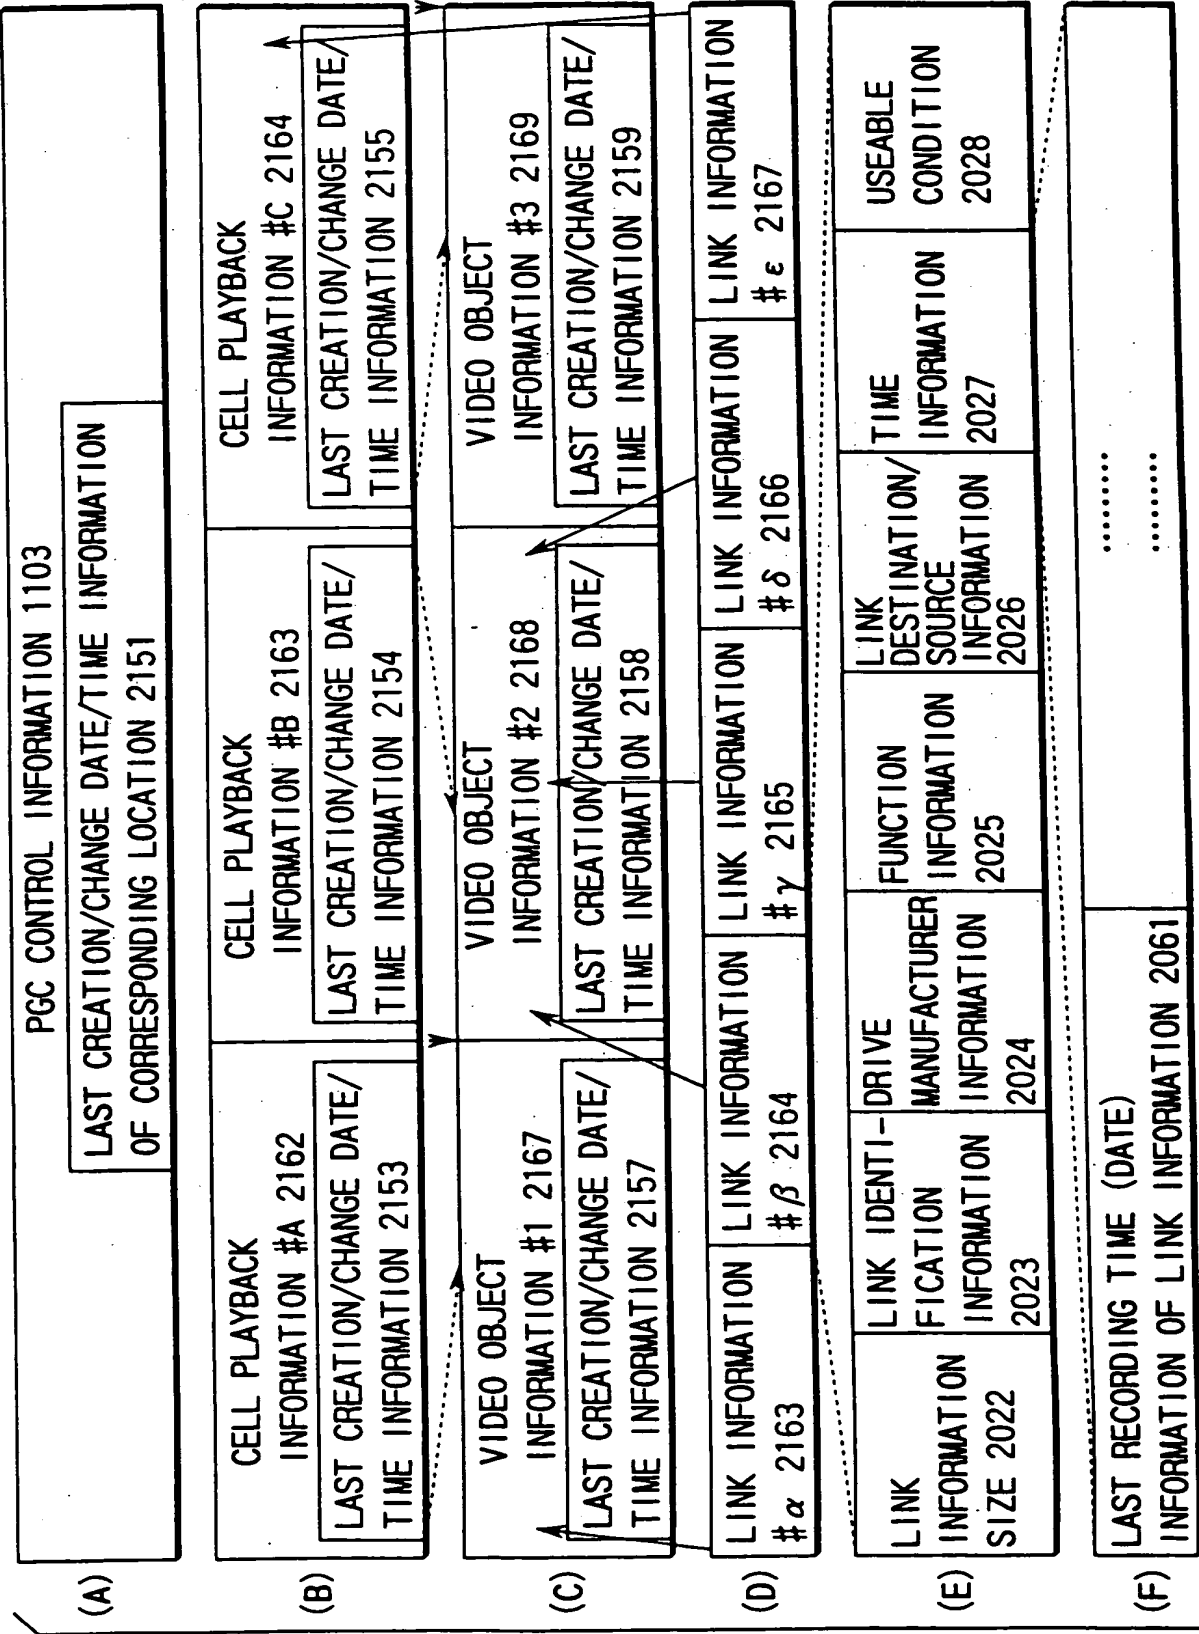 (A)
PGC CONTROL INFORMATION 1103
LAST CREATION/CHANGE DATE/TIME INFORMATION
OF CORRESPONDING LOCATION 2151
(B)
CELL PLAYBACK
INFORMATION #A 2162
LAST CREATION/CHANGE DATE/
TIME INFORMATION 2153
CELL PLAYBACK
INFORMATION #B 2163
LAST CREATION/CHANGE DATE/
TIME INFORMATION 2154
CELL PLAYBACK
INFORMATION #C 2164
LAST CREATION/CHANGE DATE/
TIME INFORMATION 2155
(C)
VIDEO OBJECT
INFORMATION #1 2167
LAST CREATION/CHANGE DATE/
TIME INFORMATION 2157
VIDEO OBJECT
INFORMATION #2 2168
LAST CREATION/CHANGE DATE/
TIME INFORMATION 2158
VIDEO OBJECT
INFORMATION #3 2169
LAST CREATION/CHANGE DATE/
TIME INFORMATION 2159
(D)
LINK INFORMATION
#α 2163
LINK INFORMATION
#β 2164
LINK INFORMATION
#γ 2165
LINK INFORMATION
#δ 2166
LINK INFORMATION
#ε 2167
(E)
LINK
INFORMATION
SIZE 2022
LINK IDENTI-
FICATION
INFORMATION
2023
DRIVE
MANUFACTURER
INFORMATION
2024
FUNCTION
INFORMATION
2025
LINK
DESTINATION/
SOURCE
INFORMATION
2026
TIME
INFORMATION
2027
USEABLE
CONDITION
2028
(F)
LAST RECORDING TIME (DATE)
INFORMATION OF LINK INFORMATION 2061
........
........